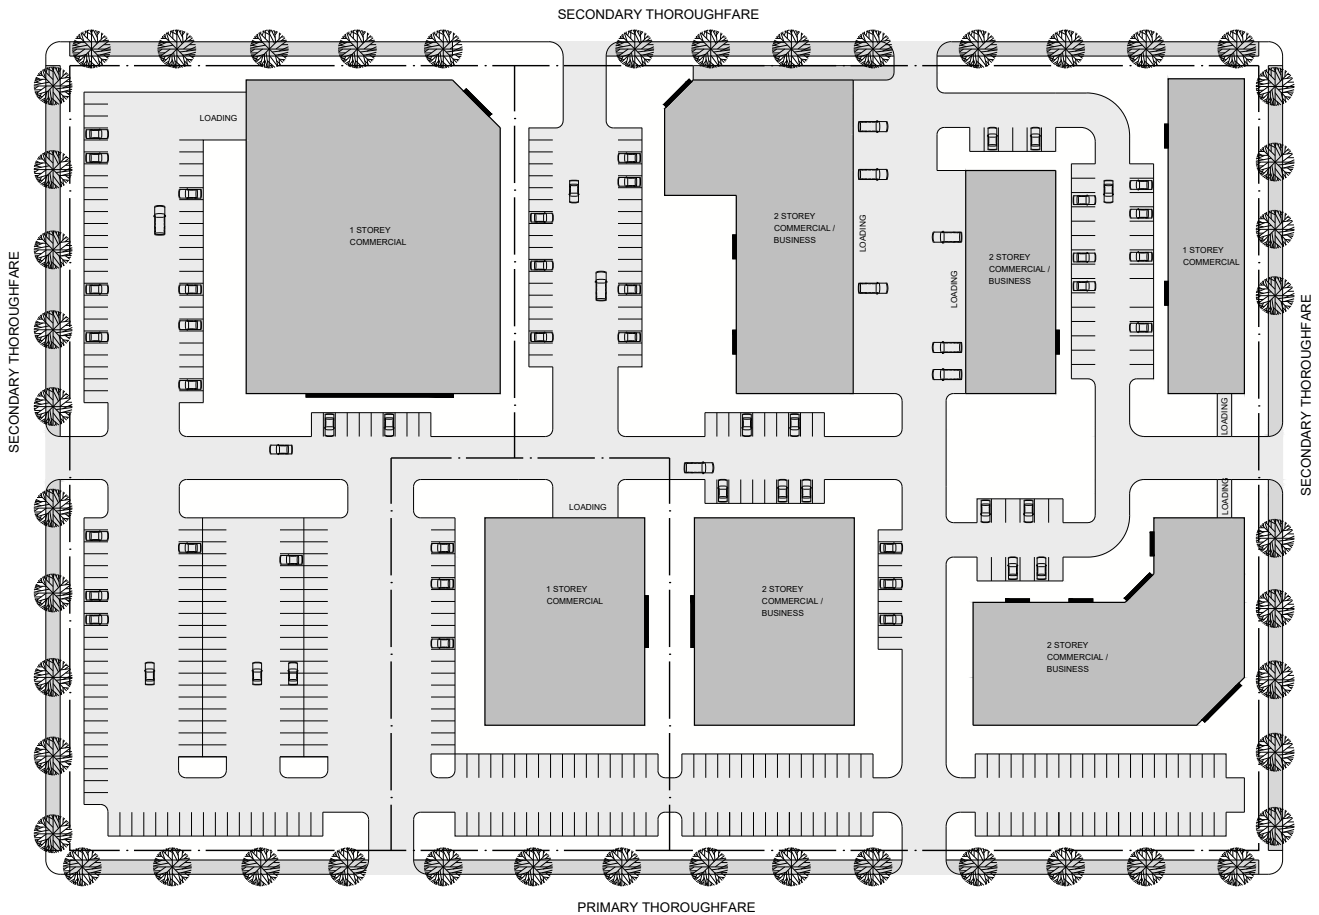 SECONDARY THOROUGHFARE
LOADING
1 STOREY
COMMERCIAL
2 STOREY
COMMERCIAL /
BUSINESS
LOADING
LOADING
2 STOREY
COMMERCIAL /
BUSINESS
1 STOREY
COMMERCIAL
SECONDARY THOROUGHFARE
SECONDARY THOROUGHFARE
LOADING
LOADING
LOADING
1 STOREY
COMMERCIAL
2 STOREY
COMMERCIAL /
BUSINESS
2 STOREY
COMMERCIAL /
BUSINESS
PRIMARY THOROUGHFARE